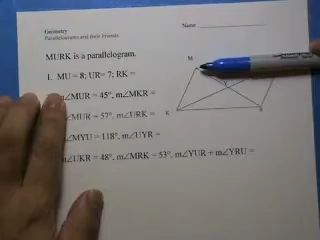 Geometry
Name
Parallelograms and their Friends
MURK is a parallelogram.
1. MU = 8; UR= 7; RK =
m∠MUR = 45°, m∠MKR =
m∠MUR = 57°, m∠URK =
m∠MYU = 118°, m∠UYR =
m∠UKR = 48°, m∠MRK = 53°, m∠YUR + m∠YRU =
M
K